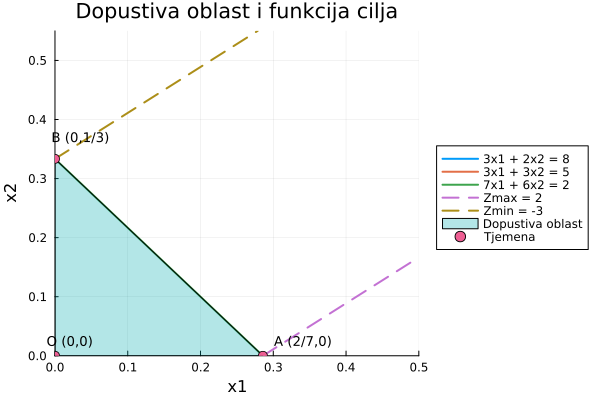 Dopustiva oblast i funkcija cilja
x2
0.5
0.4
0.3
0.2
0.1
0.0
B (0,1/3)
O (0,0)
A (2/7,0)
0.0 0.1 0.2 0.3 0.4 0.5
x1
3x1 + 2x2 = 8
3x1 + 3x2 = 5
7x1 + 6x2 = 2
Zmax = 2
Zmin = -3
Dopustiva oblast
Tjemena